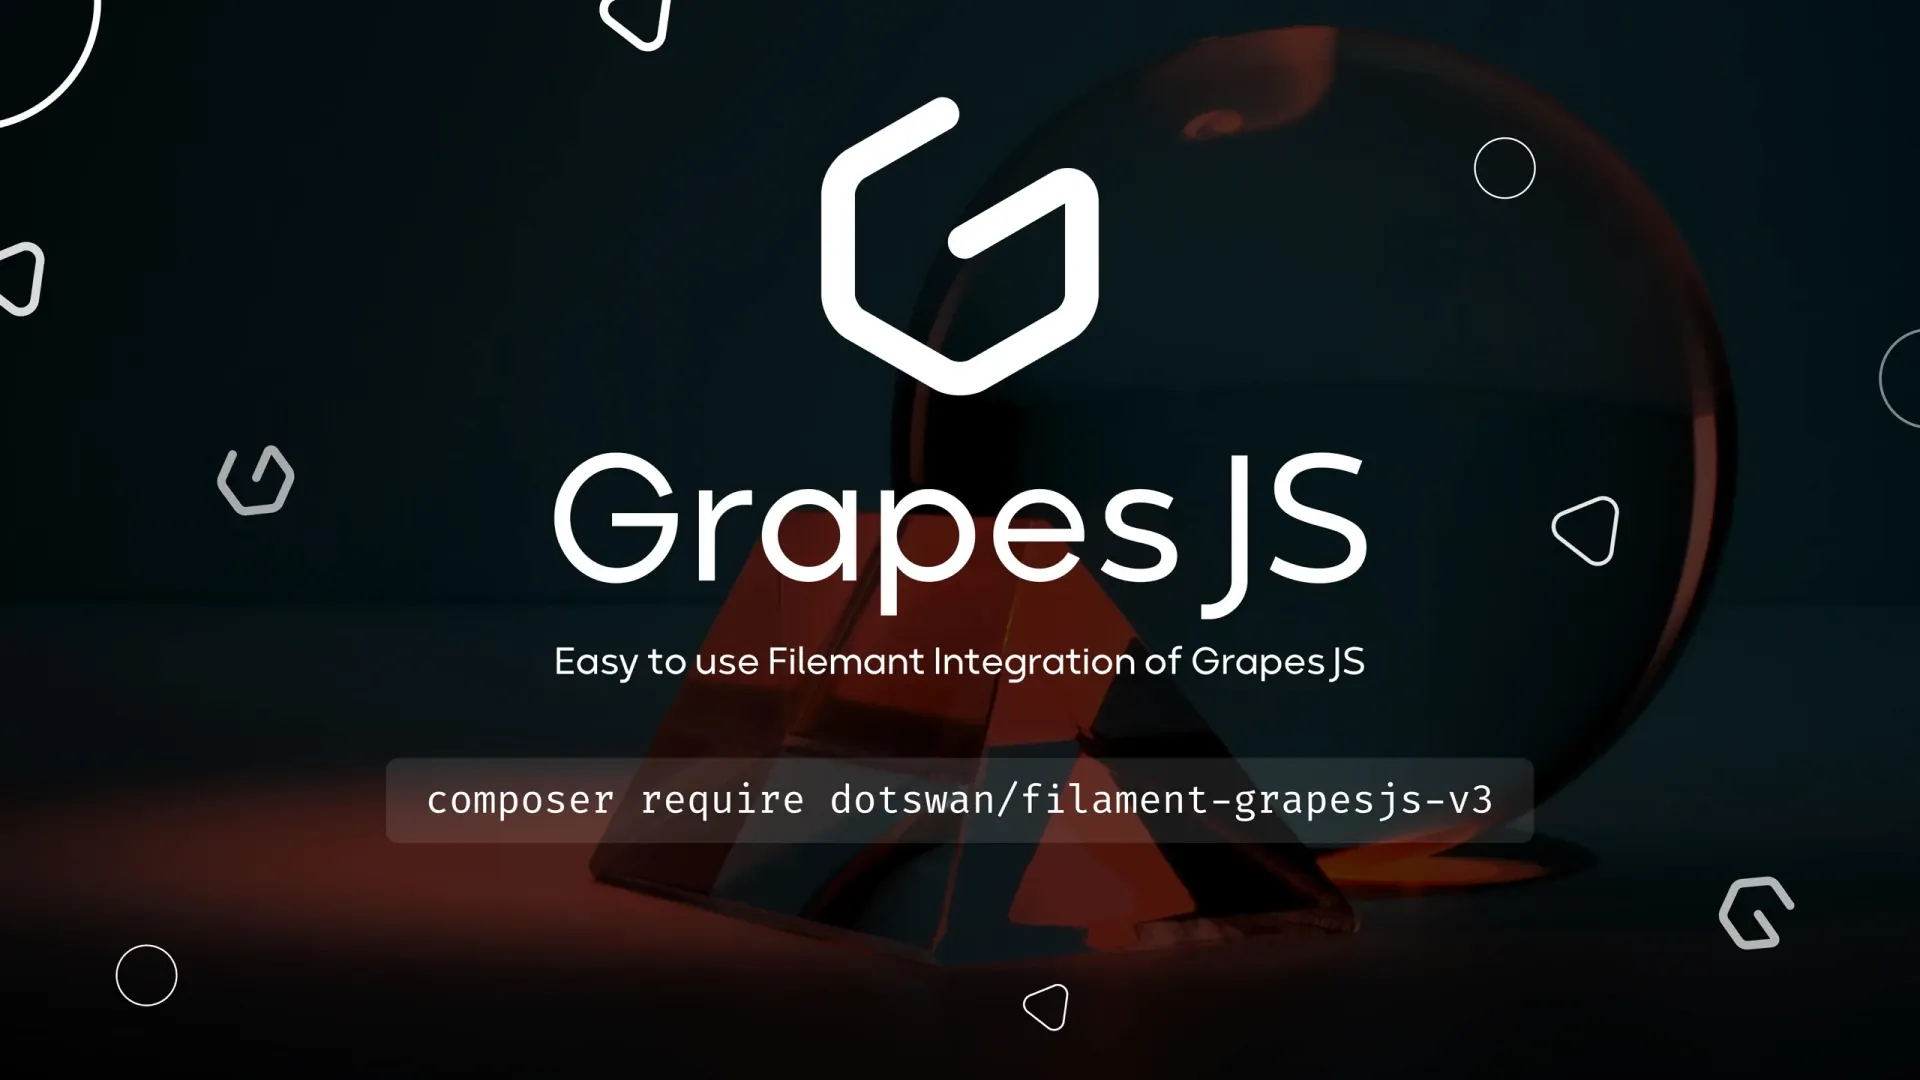 Grapes JS
Easy to use Filemant Integration of Grapes JS
composer require dotswan/filament-grapesjs-v3